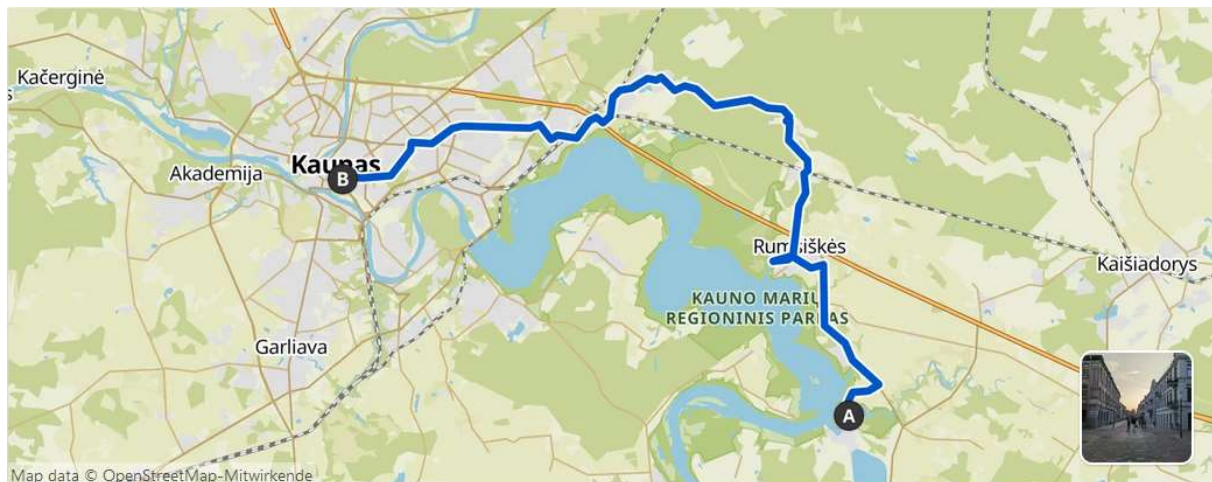 Kačerginė
s
Akademija
Kaunas
B
Rumšiškės
Kaišiadorys
KAUNO MARIŲ
REGIONINIS PARKAS
Garliava
A
Map data © OpenStreetMap-Mitwirkende